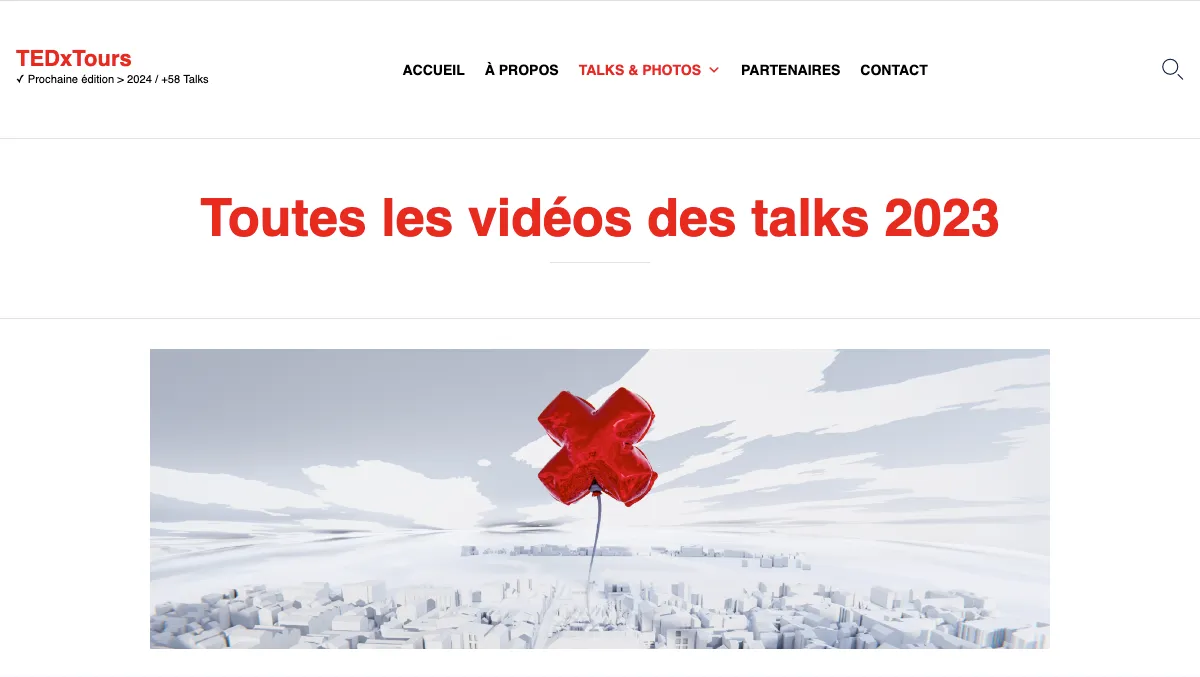 TEDxTours
✓ Prochaine édition > 2024 / +58 Talks
ACCUEIL À PROPOS TALKS & PHOTOS PARTENAIRES CONTACT
Toutes les vidéos des talks 2023